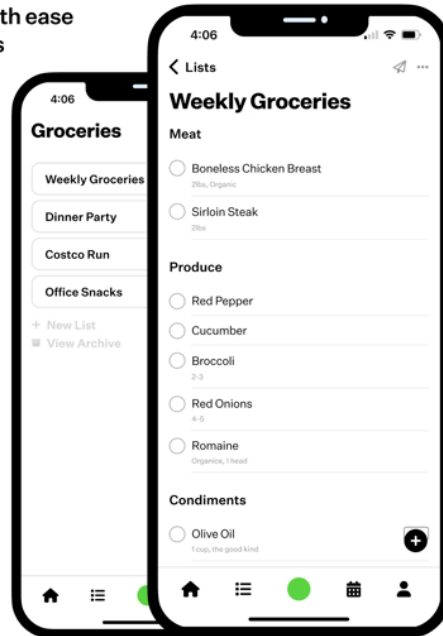 th ease
s
4:06
Groceries
Weekly Groceries
Dinner Party
Costco Run
Office Snacks
+ New List
View Archive
4:06
Lists
Weekly Groceries
Meat
Boneless Chicken Breast
2lbs, Organic
Sirloin Steak
2lbs
Produce
Red Pepper
Cucumber
Broccoli
2-3
Red Onions
4-5
Romaine
Organice, 1 head
Condiments
Olive Oil
1 cup, the good kind